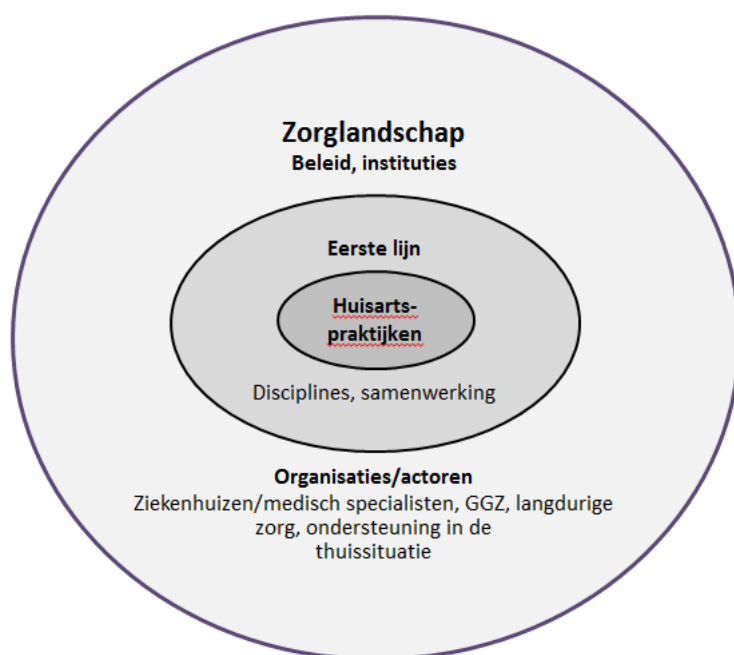 Zorglandschap
Beleid, instituties
Eerste lijn
Huisarts-
praktijken
Disciplines, samenwerking
Organisaties/actoren
Ziekenhuizen/medisch specialisten, GGZ, langdurige
zorg, ondersteuning in de
thuissituatie